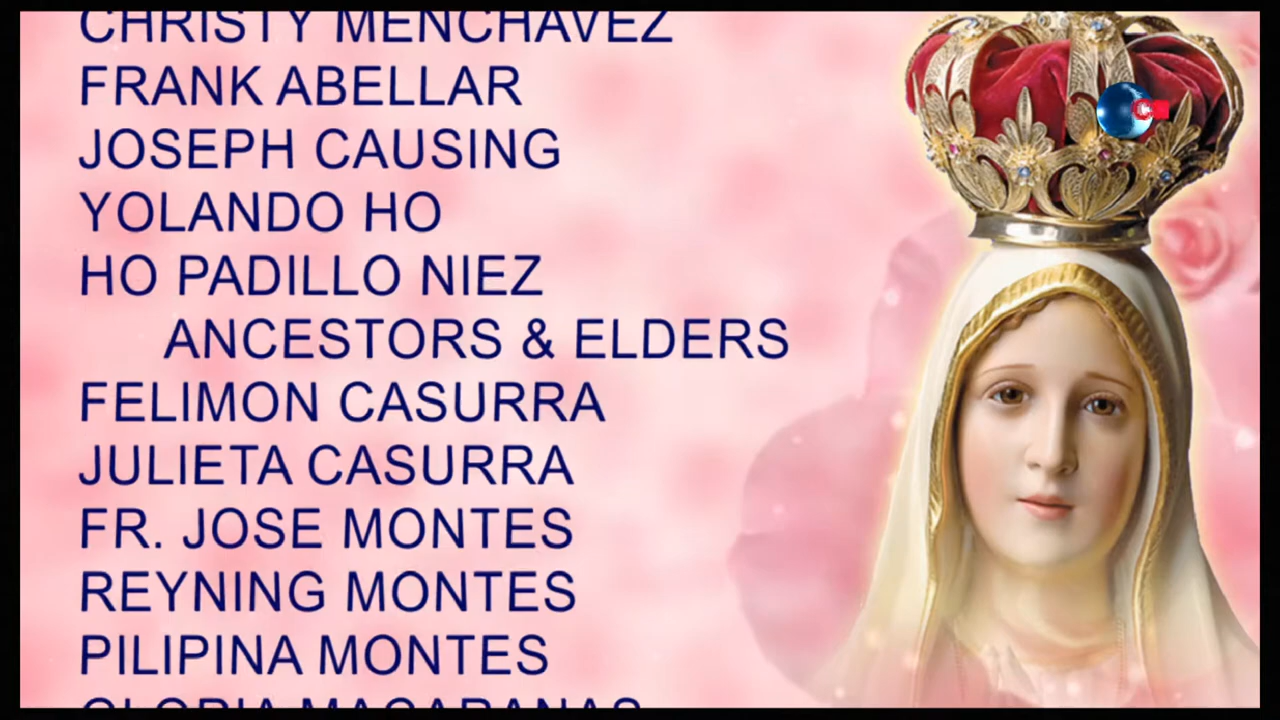 CHRISTY MENCHAVEZ
FRANK ABELLAR
JOSEPH CAUSING
YOLANDO HO
HO PADILLO NIEZ
ANCESTORS & ELDERS
FELIMON CASURRA
JULIETA CASURRA
FR. JOSE MONTES
REYNING MONTES
PILIPINA MONTES
GLORIA